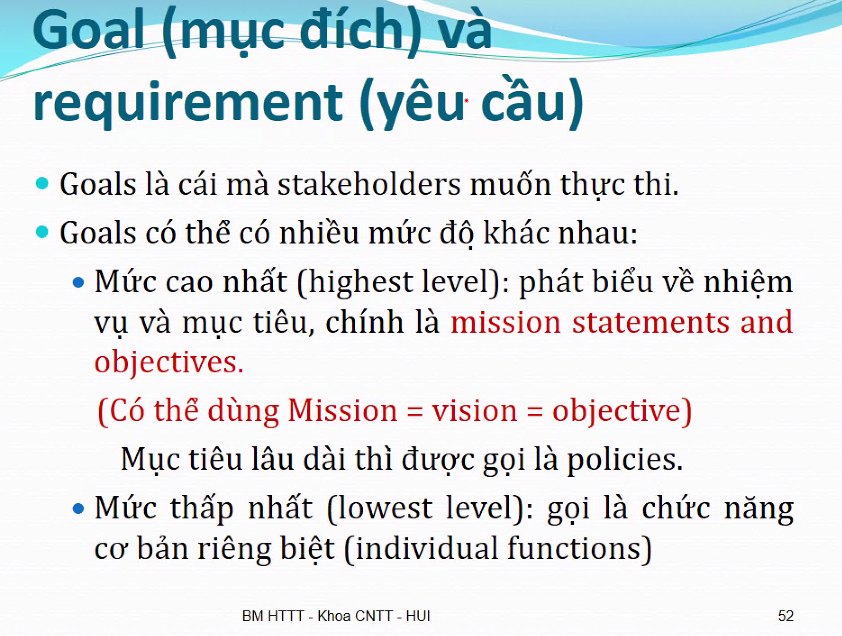 Goal (mục đích) và
requirement (yêu cầu)
Goals là cái mà stakeholders muốn thực thi.
Goals có thể có nhiều mức độ khác nhau:
Mức cao nhất (highest level): phát biểu về nhiệm
vụ và mục tiêu, chính là mission statements and
objectives.
(Có thể dùng Mission = vision = objective)
Mục tiêu lâu dài thì được gọi là policies.
Mức thấp nhất (lowest level): gọi là chức năng
cơ bản riêng biệt (individual functions)
BM HTTT - Khoa CNTT - HUI
52